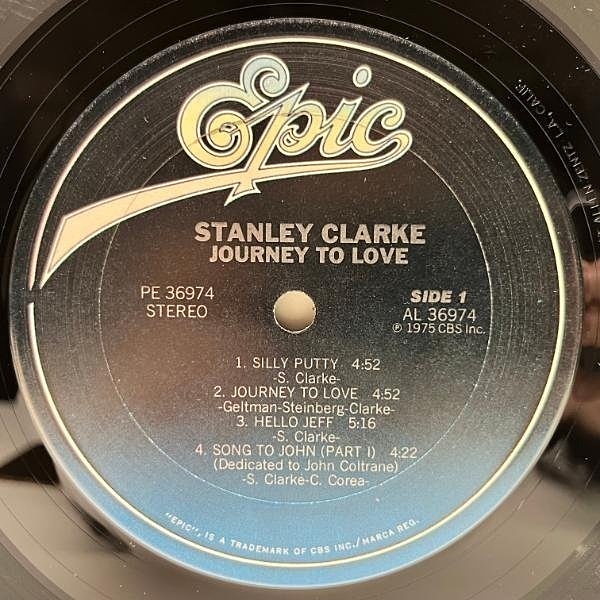 Epic
STANLEY CLARKE
JOURNEY TO LOVE
PE 36974
STEREO
SIDE 1
AL 36974
℗ 1975 CBS Inc.
1. SILLY PUTTY 4:52
-S. Clarke-
2. JOURNEY TO LOVE 4:52
-Geltman-Steinberg-Clarke-
3. HELLO JEFF 5:16
-S. Clarke-
4. SONG TO JOHN (PART I) 4:22
(Dedicated to John Coltrane)
-S. Clarke-C. Corea-
"EPIC", IS A TRADEMARK OF CBS INC./MARCA REG.
ALLEN ZENTZ L.A., CALIF.